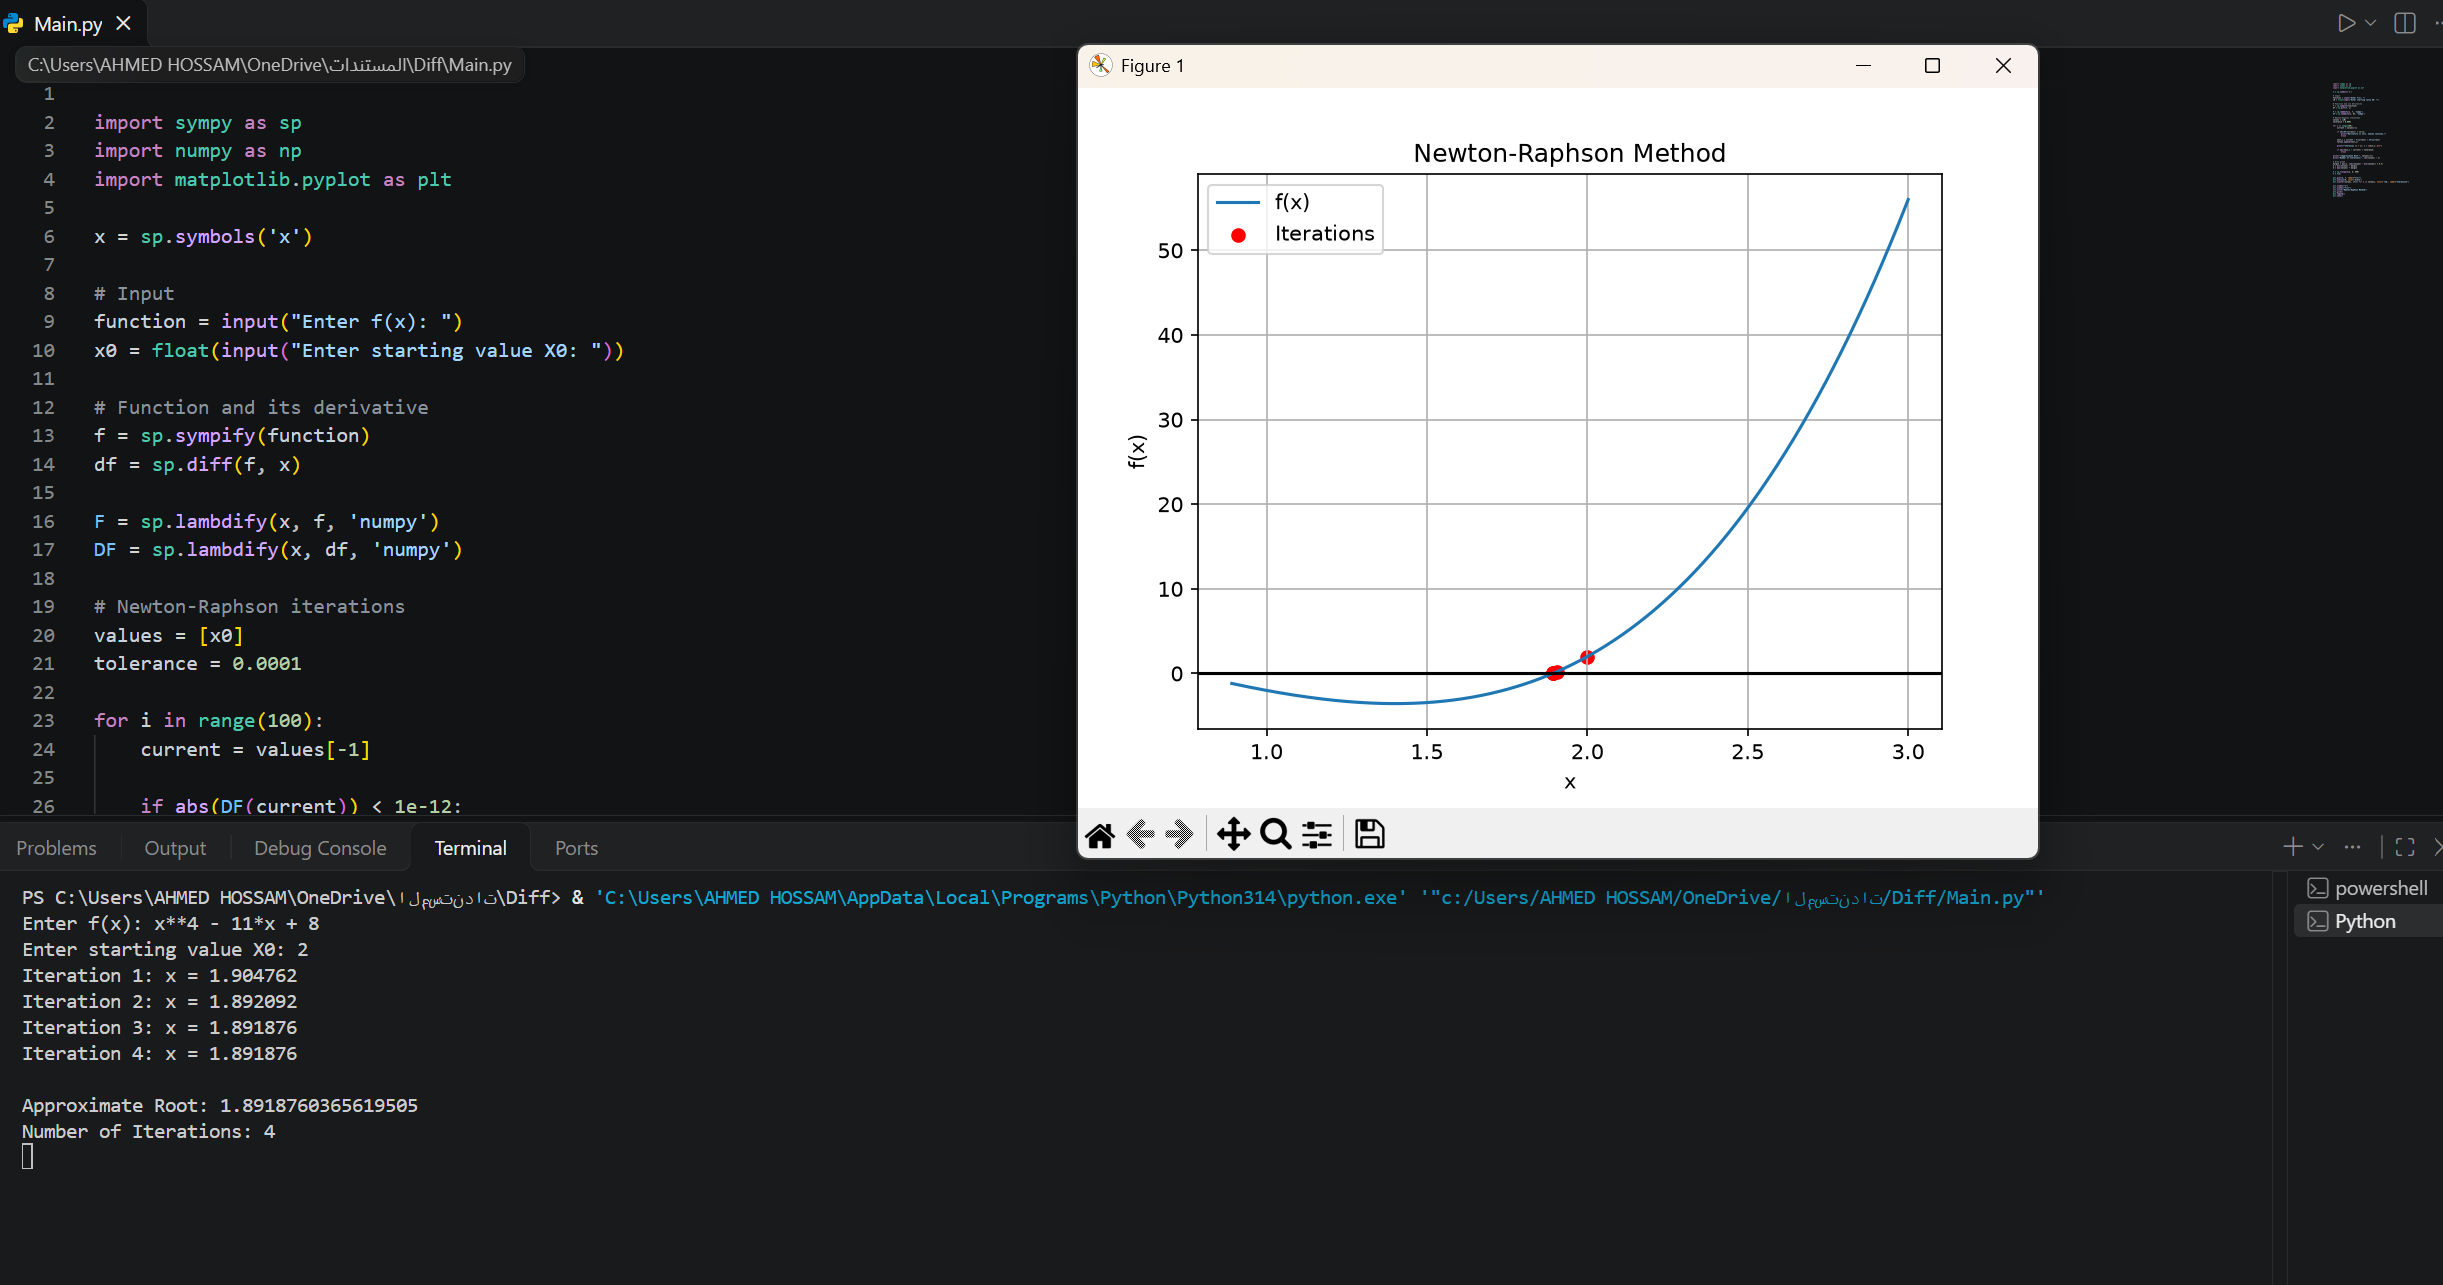 Main.py
C:\Users\AHMED HOSSAM\OneDrive\المستندات\Diff\Main.py
1
2 import sympy as sp
3 import numpy as np
4 import matplotlib.pyplot as plt
5
6 x = sp.symbols('x')
7
8 # Input
9 function = input("Enter f(x): ")
10 x0 = float(input("Enter starting value X0: "))
11
12 # Function and its derivative
13 f = sp.sympify(function)
14 df = sp.diff(f, x)
15
16 F = sp.lambdify(x, f, 'numpy')
17 DF = sp.lambdify(x, df, 'numpy')
18
19 # Newton-Raphson iterations
20 values = [x0]
21 tolerance = 0.0001
22
23 for i in range(100):
24 current = values[-1]
25
26 if abs(DF(current)) < 1e-12:
Figure 1
Newton-Raphson Method
f(x)
Iterations
50
40
30
20
10
0
f(x)
1.0 1.5 2.0 2.5 3.0
x
Problems Output Debug Console Terminal Ports
PS C:\Users\AHMED HOSSAM\OneDrive\المستندات\Diff> & 'C:\Users\AHMED HOSSAM\AppData\Local\Programs\Python\Python314\python.exe' '"c:/Users/AHMED HOSSAM/OneDrive/المستندات/Diff/Main.py"'
Enter f(x): x**4 - 11*x + 8
Enter starting value X0: 2
Iteration 1: x = 1.904762
Iteration 2: x = 1.892092
Iteration 3: x = 1.891876
Iteration 4: x = 1.891876
Approximate Root: 1.8918760365619505
Number of Iterations: 4
powershell
Python